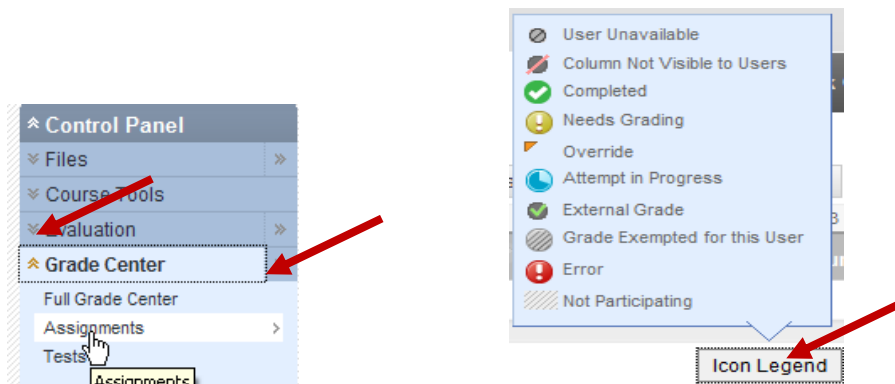 Control Panel
Files
Course Tools
Evaluation
Grade Center
Full Grade Center
Assignments
Tests
Assignments
User Unavailable
Column Not Visible to Users
Completed
Needs Grading
Override
Attempt in Progress
External Grade
Grade Exempted for this User
Error
Not Participating
Icon Legend